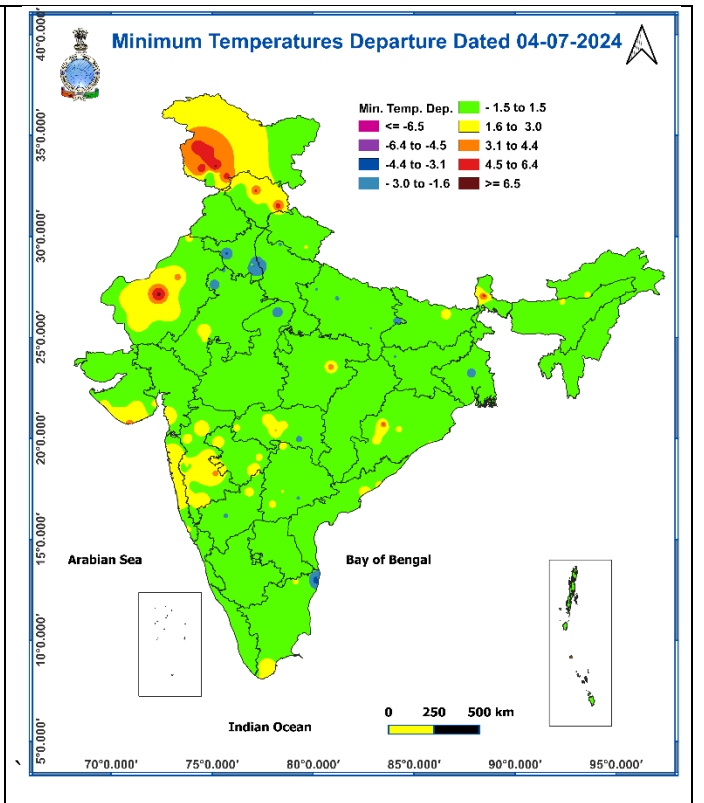 Minimum Temperatures Departure Dated 04-07-2024
Min. Temp. Dep.
<= -6.5
-6.4 to -4.5
-4.4 to -3.1
- 3.0 to -1.6
- 1.5 to 1.5
1.6 to 3.0
3.1 to 4.4
4.5 to 6.4
>= 6.5
40°0.000'
35°0.000'
30°0.000'
25°0.000'
20°0.000'
15°0.000'
10°0.000'
5°0.000'
Arabian Sea
Bay of Bengal
Indian Ocean
0 250 500 km
70°0.000' 75°0.000' 80°0.000' 85°0.000' 90°0.000' 95°0.000'